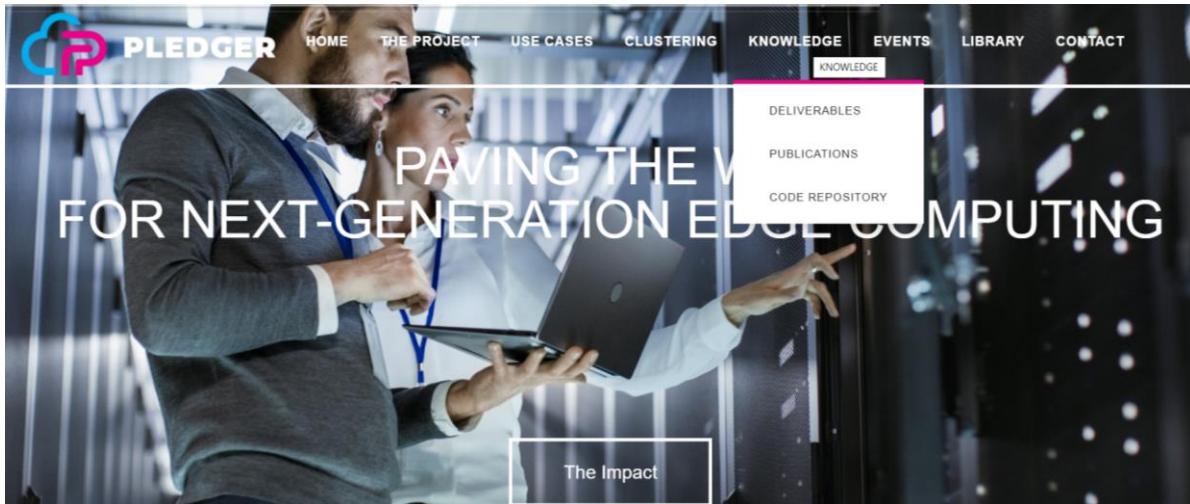 PLEDGER
HOME THE PROJECT USE CASES CLUSTERING KNOWLEDGE EVENTS LIBRARY CONTACT
KNOWLEDGE
DELIVERABLES
PUBLICATIONS
CODE REPOSITORY
PAVING THE W
FOR NEXT-GENERATION EDGE COMPUTING
The Impact